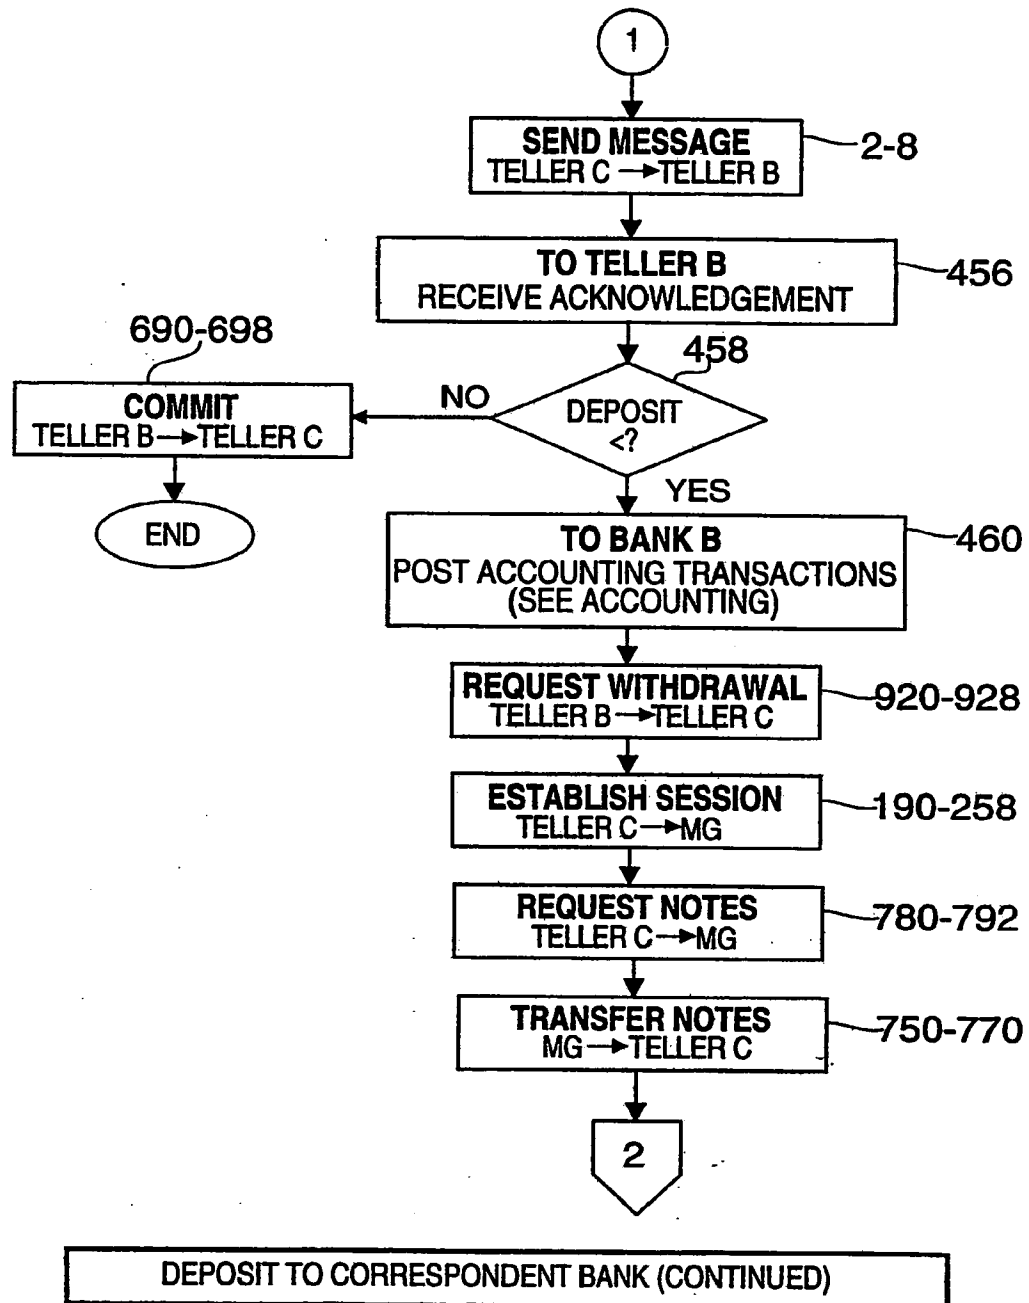 1
SEND MESSAGE
TELLER C → TELLER B
2-8
TO TELLER B
RECEIVE ACKNOWLEDGEMENT
456
690-698
458
COMMIT
TELLER B → TELLER C
NO
DEPOSIT
<?
END
YES
TO BANK B
POST ACCOUNTING TRANSACTIONS
(SEE ACCOUNTING)
460
REQUEST WITHDRAWAL
TELLER B → TELLER C
920-928
ESTABLISH SESSION
TELLER C → MG
190-258
REQUEST NOTES
TELLER C → MG
780-792
TRANSFER NOTES
MG → TELLER C
750-770
2
DEPOSIT TO CORRESPONDENT BANK (CONTINUED)